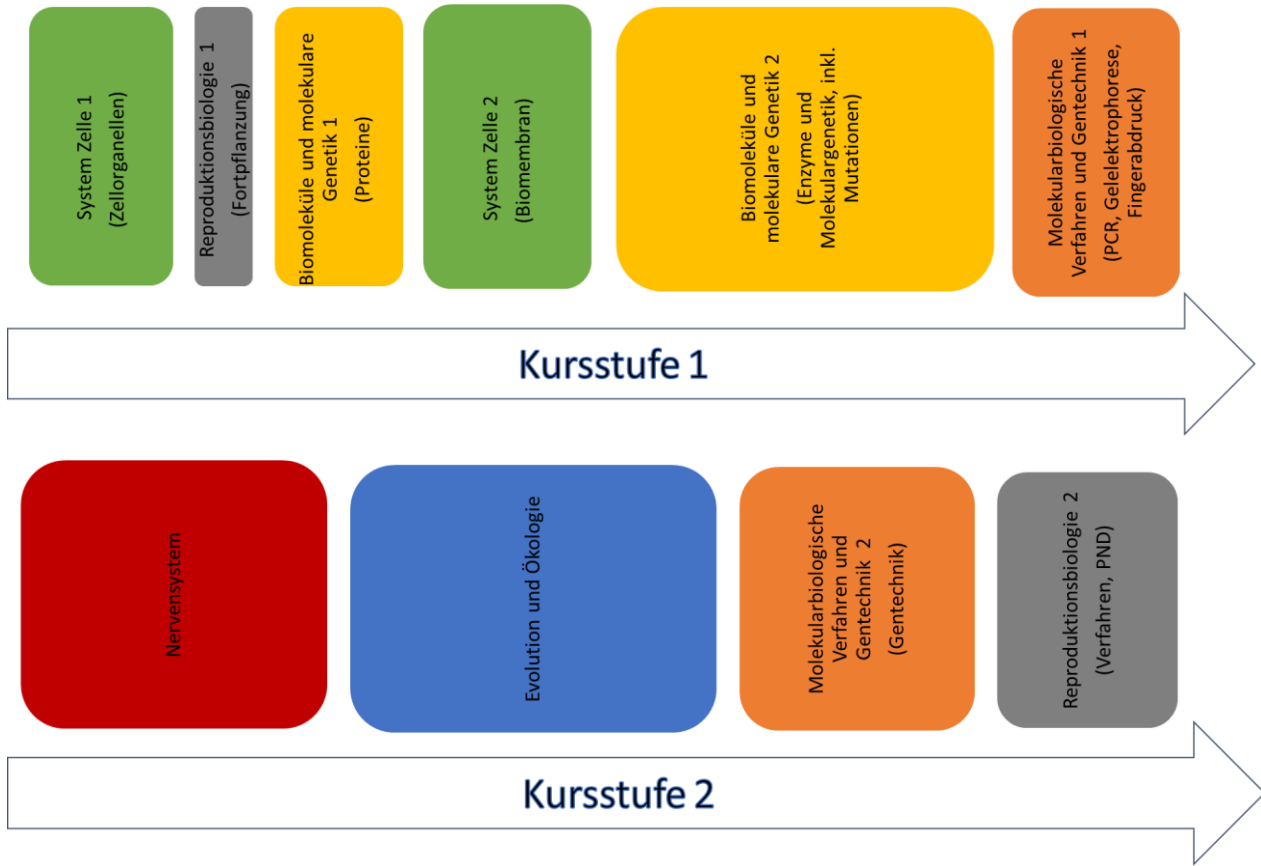 System Zelle 1
(Zellorganellen)
Reproduktionsbiologie 1
(Fortpflanzung)
Biomoleküle und molekulare
Genetik 1
(Proteine)
System Zelle 2
(Biomembran)
Biomoleküle und
molekulare Genetik 2
(Enzyme und
Molekulargenetik, inkl.
Mutationen)
Molekularbiologische
Verfahren und Gentechnik 1
(PCR, Gelelektrophorese,
Fingerabdruck)
Kursstufe 1
Nervensystem
Evolution und Ökologie
Molekularbiologische
Verfahren und
Gentechnik 2
(Gentechnik)
Reproduktionsbiologie 2
(Verfahren, PND)
Kursstufe 2